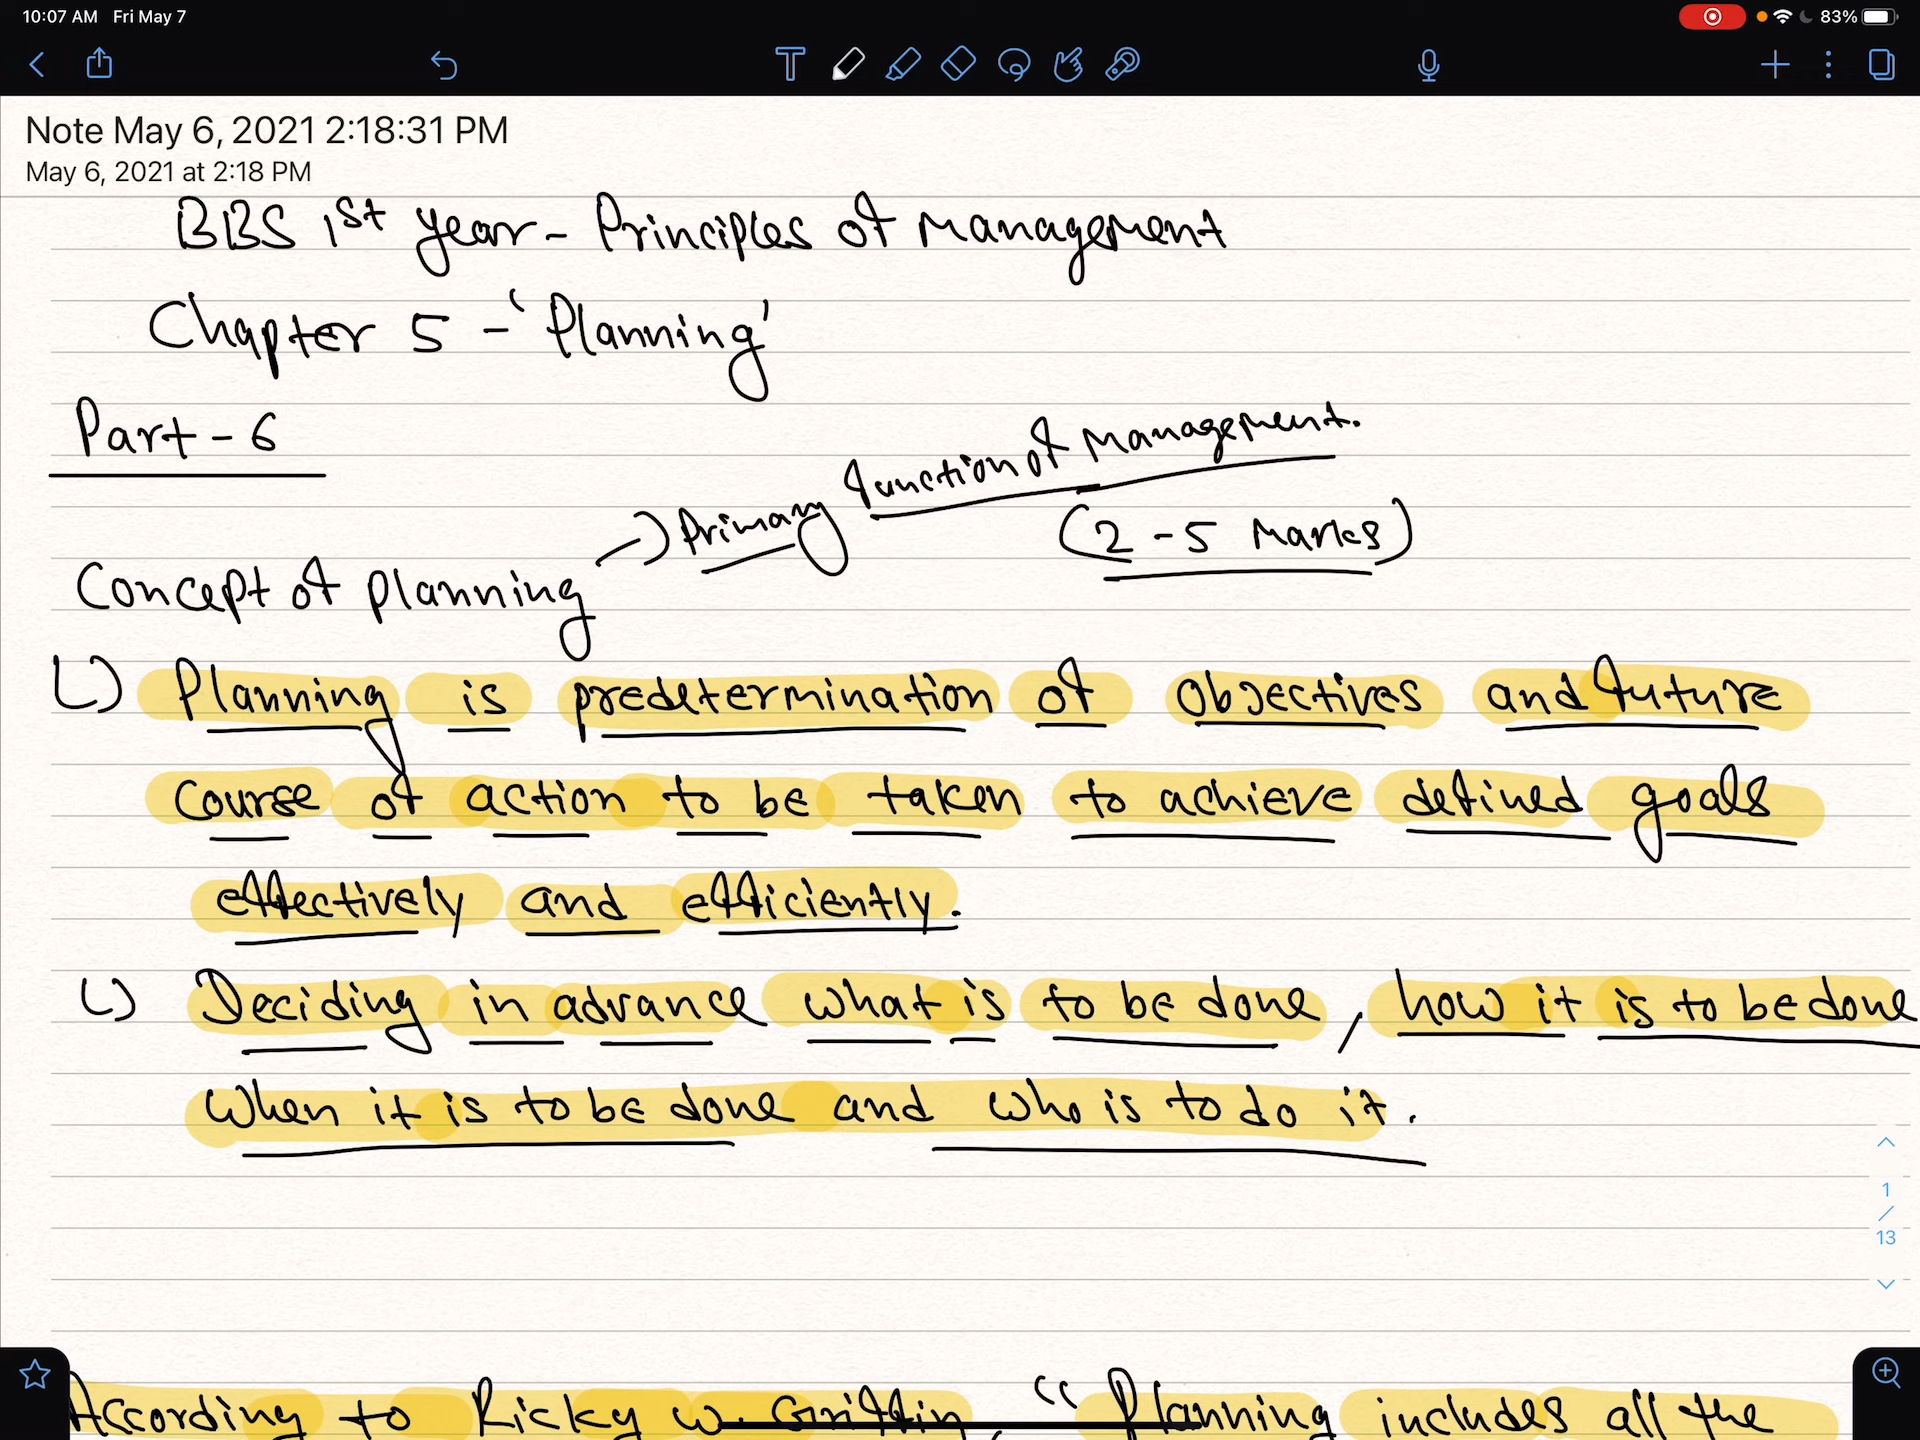 10:07 AM Fri May 7
83%
Note May 6, 2021 2:18:31 PM
May 6, 2021 at 2:18 PM
BBS 1st year - Principles of Management
Chapter 5 - 'Planning'
Part - 6
Primary function of Management.
(2 - 5 Marks)
Concept of planning
Planning is predetermination of objectives and future
course of action to be taken to achieve defined goals
effectively and efficiently.
Deciding in advance what is to be done, how it is to be done
when it is to be done and who is to do it.
1
/
13
According to Ricky W. Griffin, "Planning includes all the